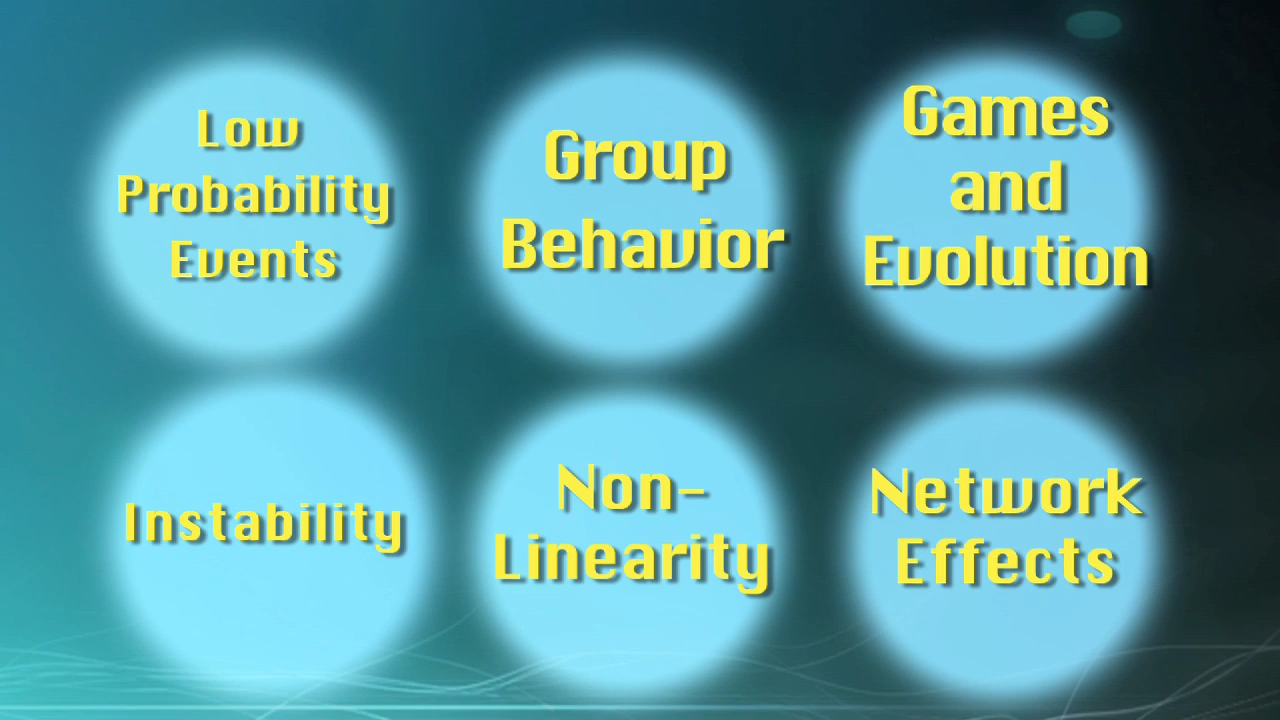 Low
Probability
Events
Group
Behavior
Games
and
Evolution
Instability
Non-
Linearity
Network
Effects